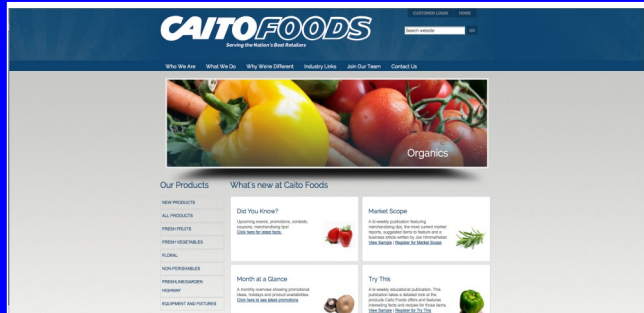 CUSTOMER LOGIN HOME
CAITO FOODS
Serving the Nation's Best Retailers
Search website
GO
Who We Are What We Do Why We're Different Industry Links Join Our Team Contact Us
Organics
Our Products
NEW PRODUCTS
ALL PRODUCTS
FRESH FRUITS
FRESH VEGETABLES
FLORAL
NON-PERISHABLES
FRESHLINE/GARDEN
HIGHWAY
EQUIPMENT AND FIXTURES
What's new at Caito Foods
Did You Know?
Upcoming events, promotions, contests,
coupons, merchandising tips!
Click here for latest facts.
Market Scope
A bi-weekly publication featuring
merchandising tips, the most current market
reports, suggested items to feature and a
business article written by Joe Himmelheber.
View Sample | Register for Market Scope
Month at a Glance
A monthly overview showing promotional
ideas, holidays and product availabilities.
Click here to see latest promotions
Try This
A bi-weekly educational publication. This
publication takes a detailed look at the
products Caito Foods offers and features
interesting facts and recipes for those items.
View Sample | Register for Try This